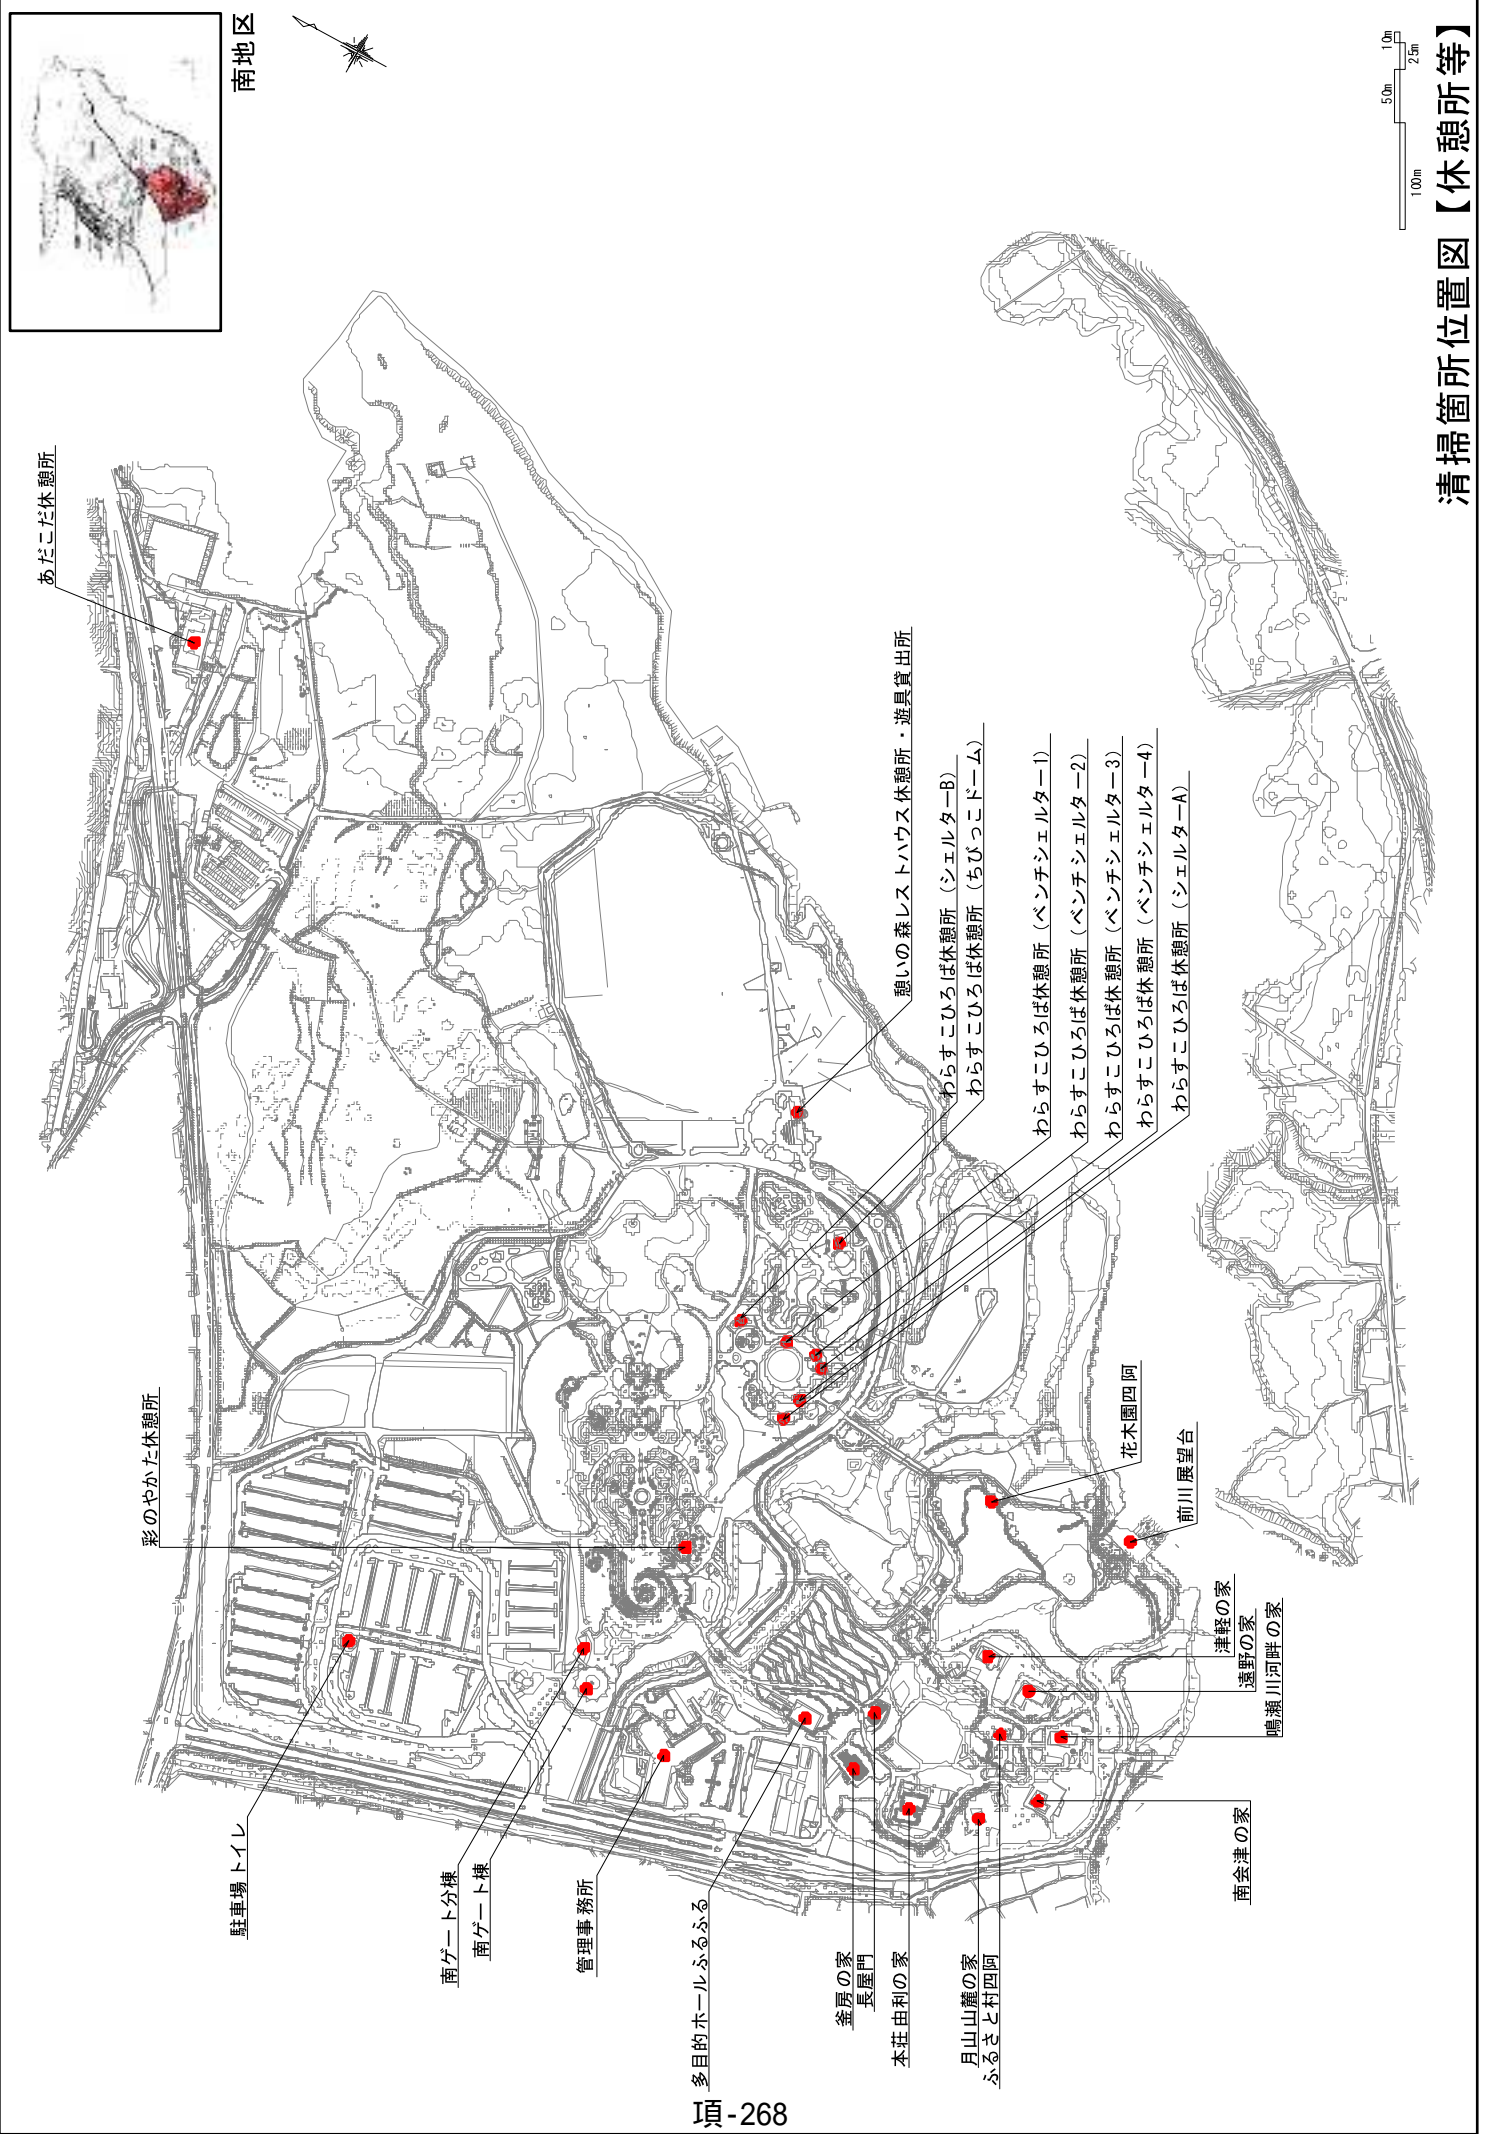 清掃箇所位置図【休憩所等】
10m
25m
50m
100m
南地区
あだこだ休憩所
憩いの森レストハウス休憩所・遊具貸出所
わらすこひろば休憩所（シェルターB）
わらすこひろば休憩所（ちびっこドーム）
わらすこひろば休憩所（ベンチシェルター1）
わらすこひろば休憩所（ベンチシェルター2）
わらすこひろば休憩所（ベンチシェルター3）
わらすこひろば休憩所（ベンチシェルター4）
わらすこひろば休憩所（シェルターA）
彩のやかた休憩所
花木園四阿
前川展望台
津軽の家
遠野の家
鳴瀬川河畔の家
南会津の家
駐車場トイレ
南ゲート分棟
南ゲート棟
管理事務所
多目的ホールふるふる
釜房の家
長屋門
本荘由利の家
月山山麓の家
ふるさと村四阿
項-268